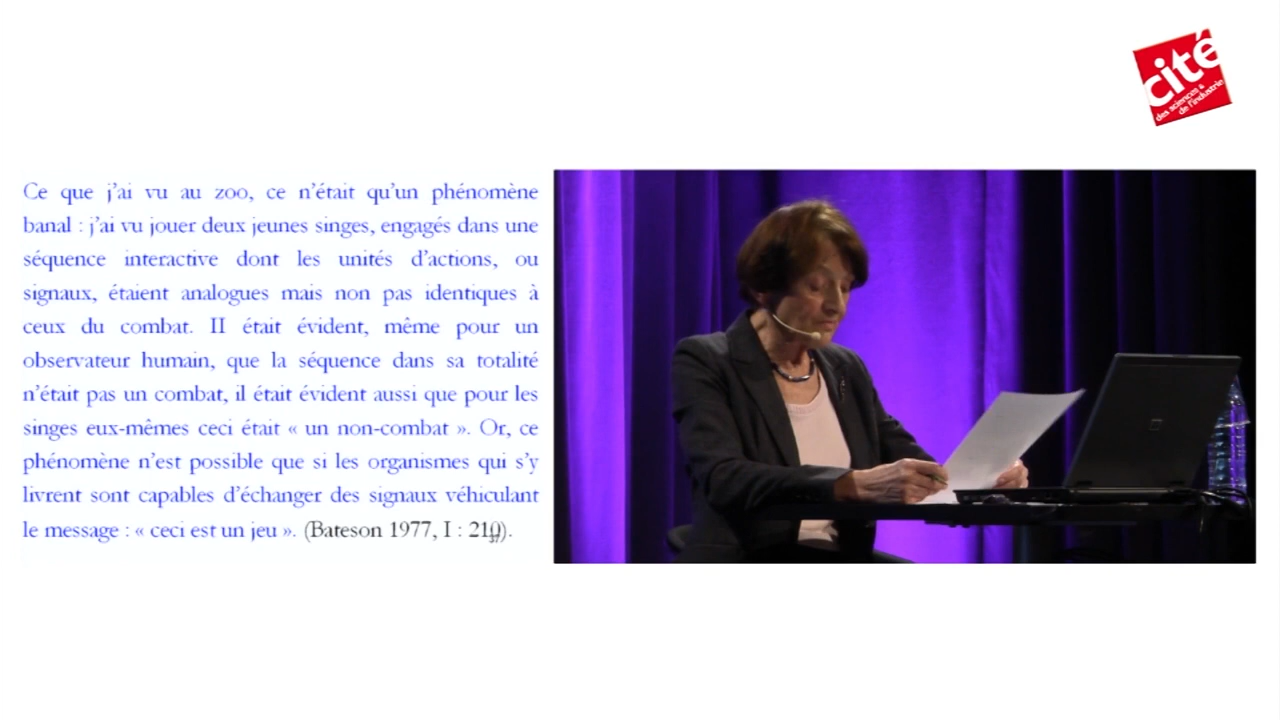 cité
des sciences &
de l'industrie
Ce que j'ai vu au zoo, ce n'était qu'un phénomène
banal : j'ai vu jouer deux jeunes singes, engagés dans une
séquence interactive dont les unités d'actions, ou
signaux, étaient analogues mais non pas identiques à
ceux du combat. II était évident, même pour un
observateur humain, que la séquence dans sa totalité
n'était pas un combat, il était évident aussi que pour les
singes eux-mêmes ceci était « un non-combat ». Or, ce
phénomène n'est possible que si les organismes qui s'y
livrent sont capables d'échanger des signaux véhiculant
le message : « ceci est un jeu ». (Bateson 1977, I : 210).